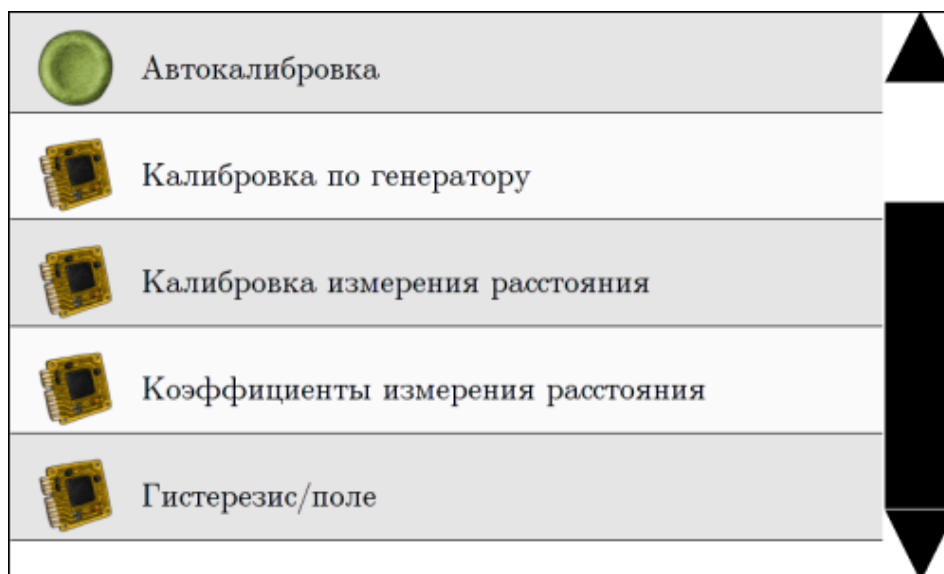 Автокалибровка
Калибровка по генератору
Калибровка измерения расстояния
Коэффициенты измерения расстояния
Гистерезис/поле